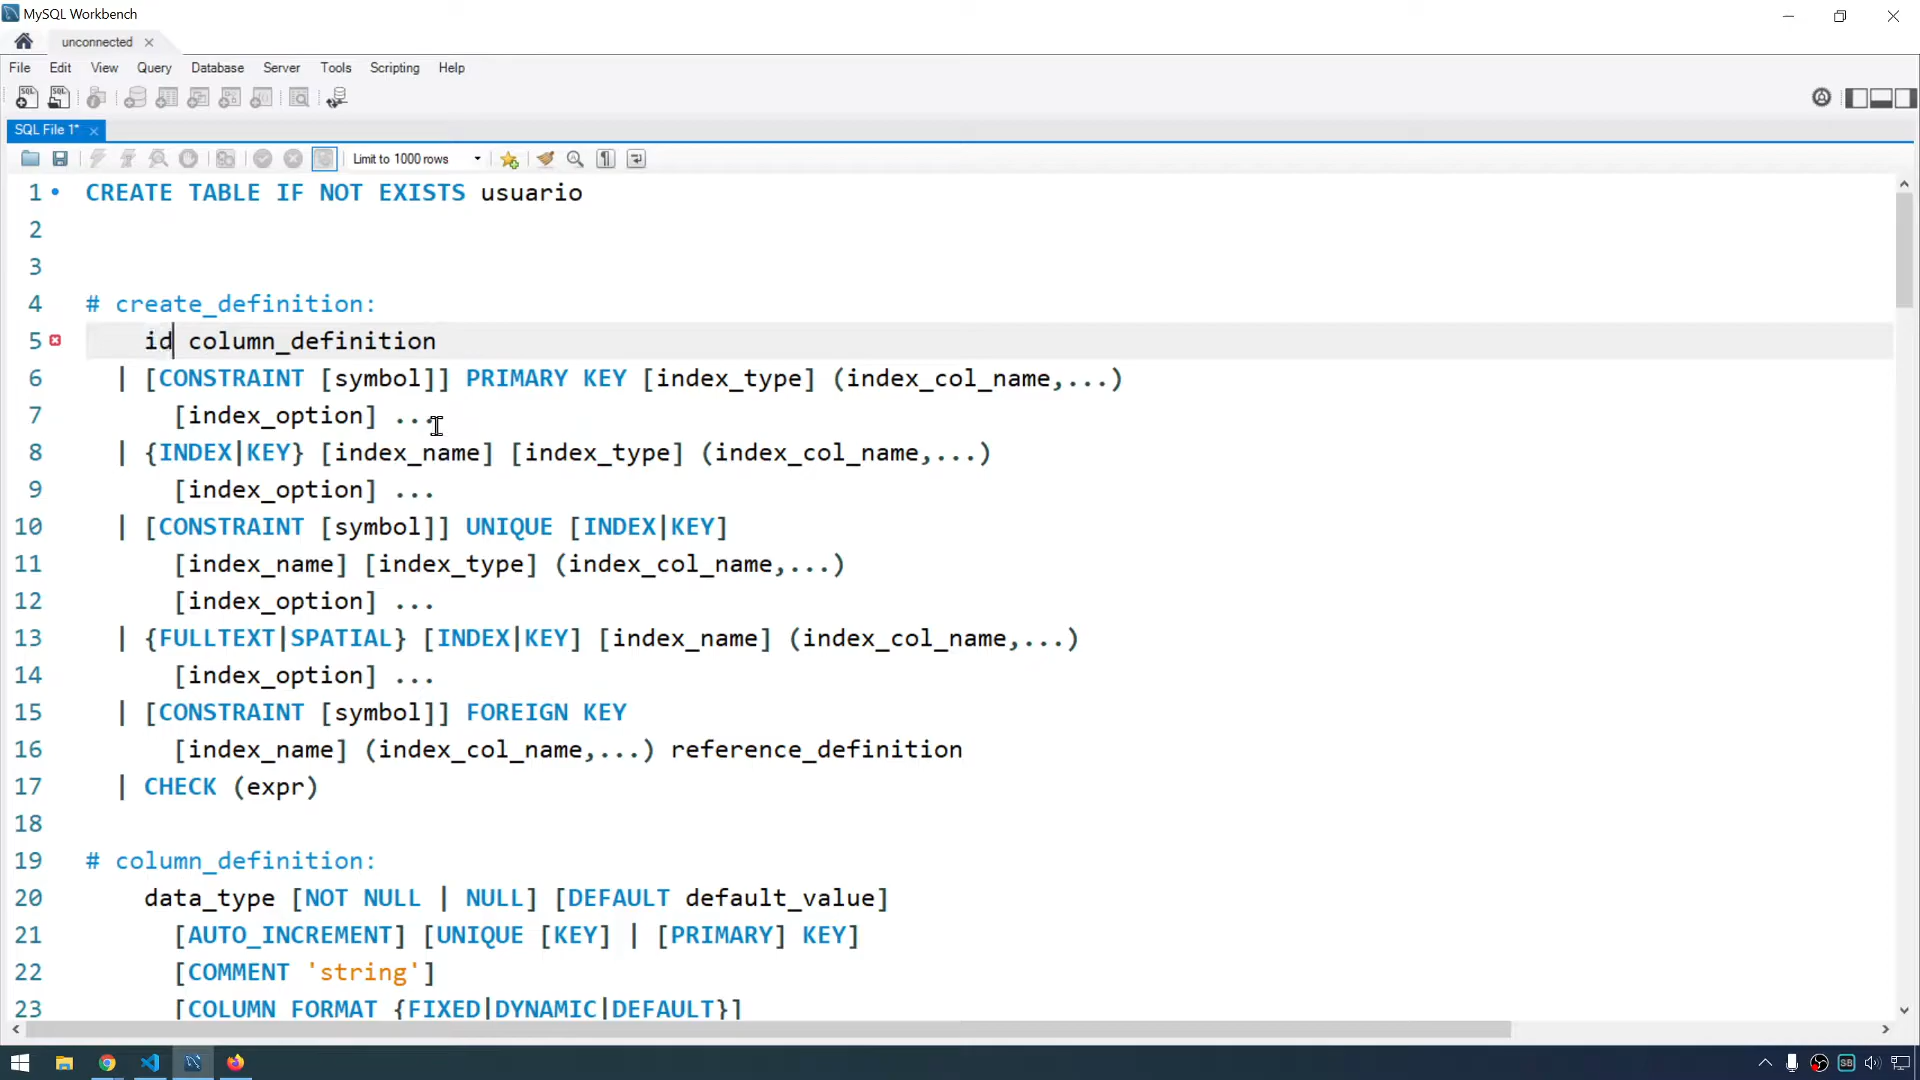 MySQL Workbench
unconnected
File Edit View Query Database Server Tools Scripting Help
SQL File 1*
Limit to 1000 rows
1 CREATE TABLE IF NOT EXISTS usuario
2
3
4 # create_definition:
5 id column_definition
6 | [CONSTRAINT [symbol]] PRIMARY KEY [index_type] (index_col_name,...)
7 [index_option] ...
8 | {INDEX|KEY} [index_name] [index_type] (index_col_name,...)
9 [index_option] ...
10 | [CONSTRAINT [symbol]] UNIQUE [INDEX|KEY]
11 [index_name] [index_type] (index_col_name,...)
12 [index_option] ...
13 | {FULLTEXT|SPATIAL} [INDEX|KEY] [index_name] (index_col_name,...)
14 [index_option] ...
15 | [CONSTRAINT [symbol]] FOREIGN KEY
16 [index_name] (index_col_name,...) reference_definition
17 | CHECK (expr)
18
19 # column_definition:
20 data_type [NOT NULL | NULL] [DEFAULT default_value]
21 [AUTO_INCREMENT] [UNIQUE [KEY] | [PRIMARY] KEY]
22 [COMMENT 'string']
23 [COLUMN_FORMAT {FIXED|DYNAMIC|DEFAULT}]